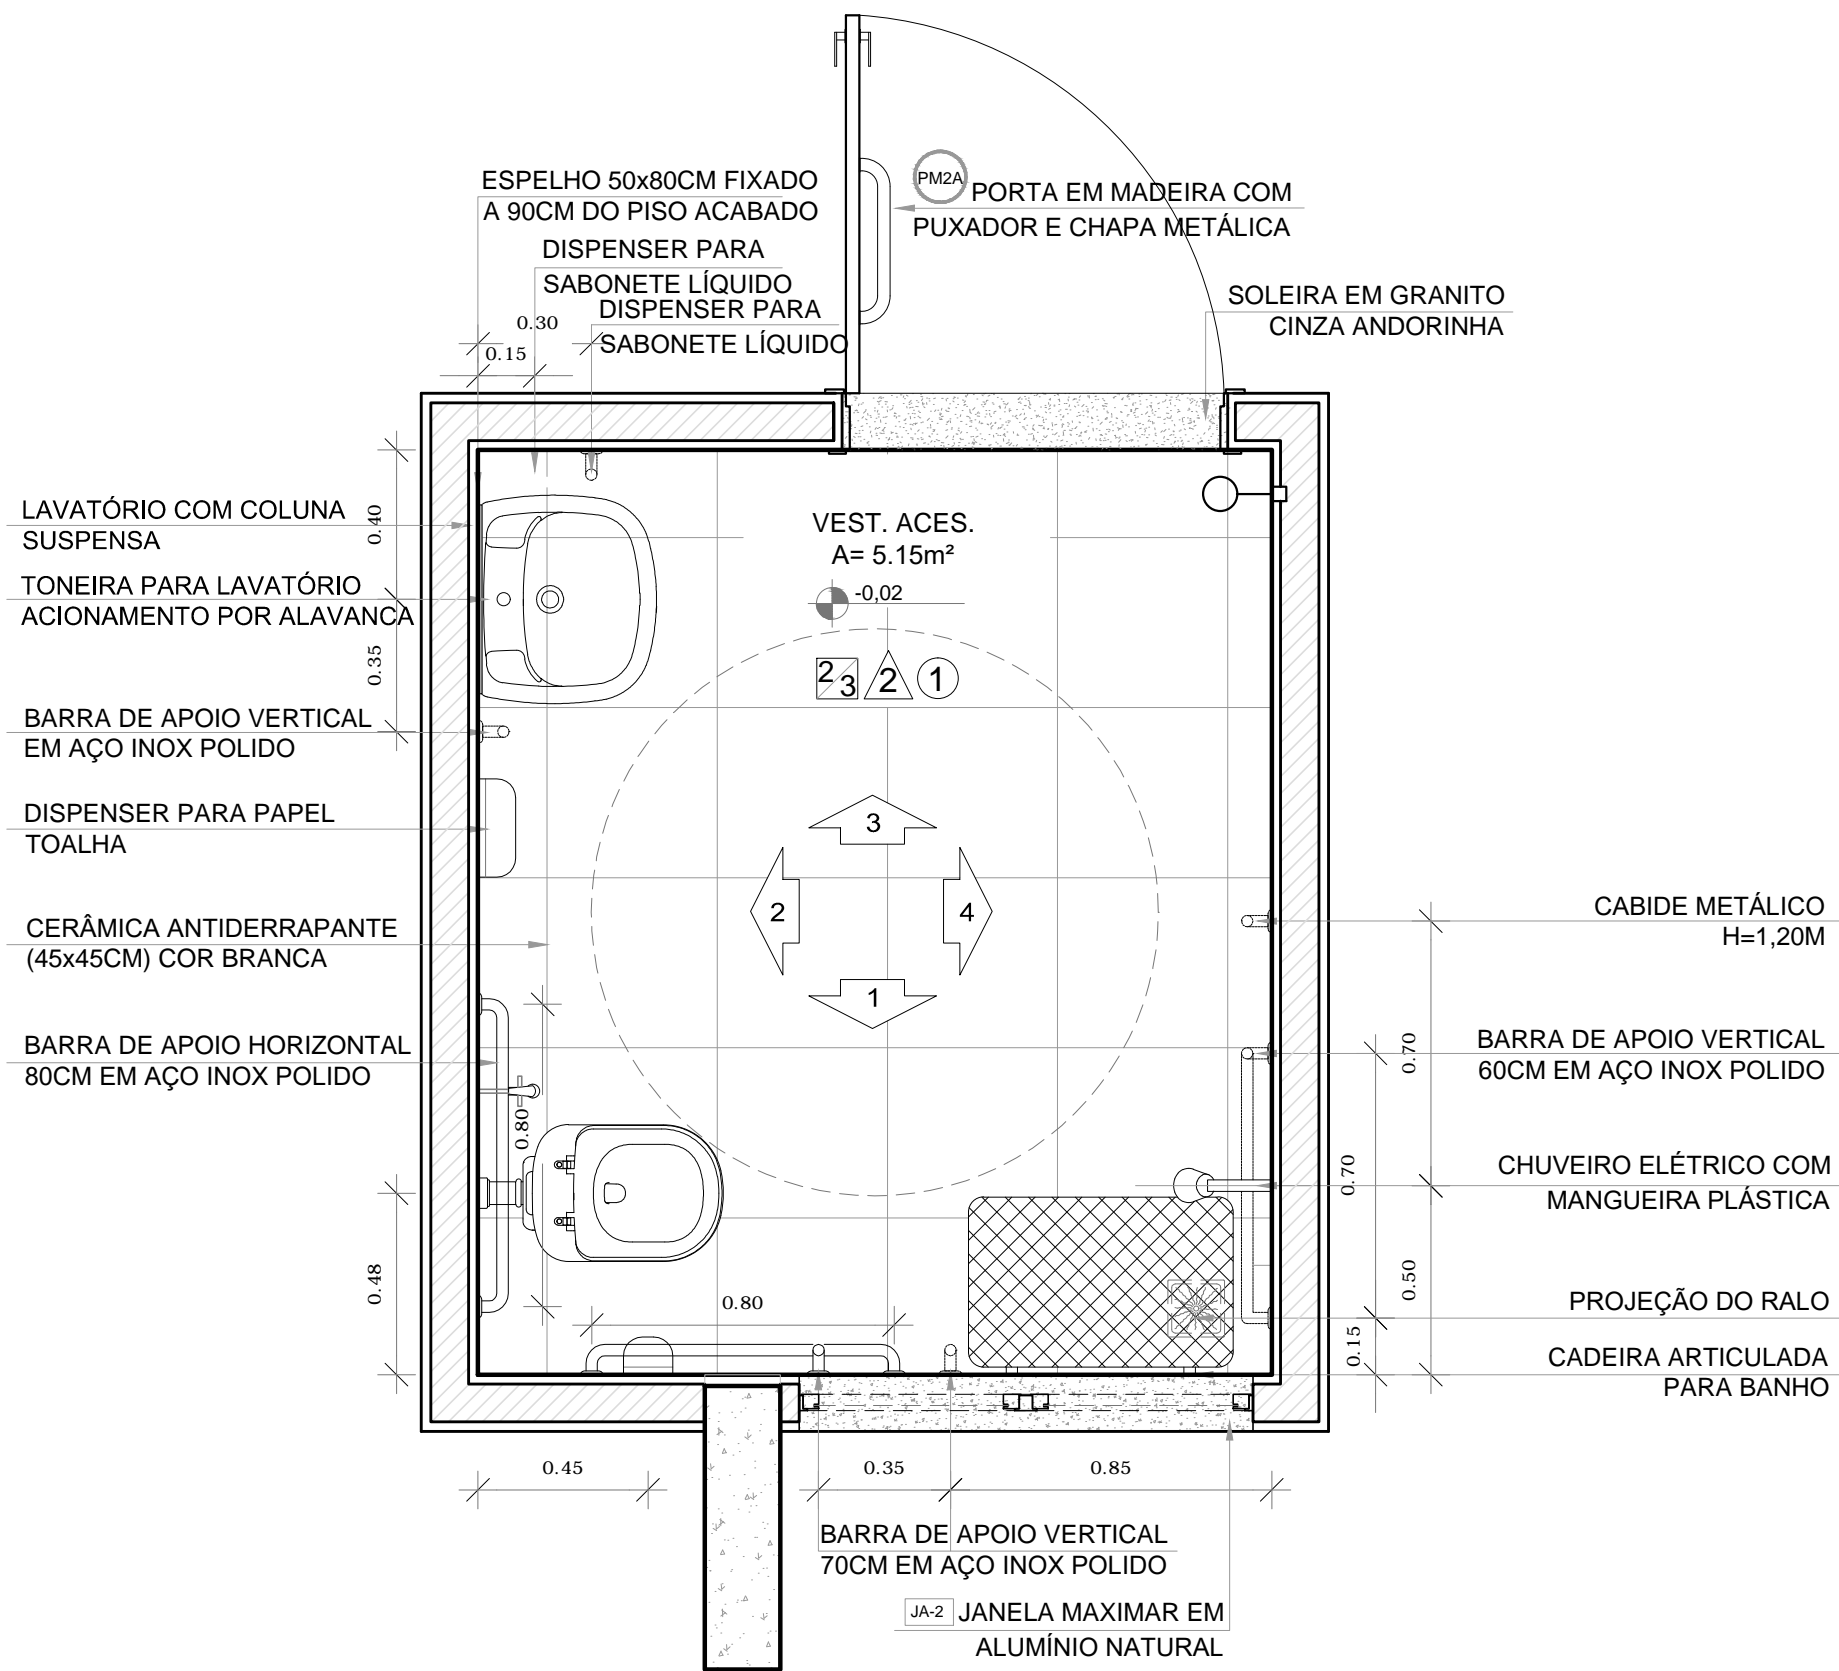 PM2A
PORTA EM MADEIRA COM
PUXADOR E CHAPA METÁLICA
ESPELHO 50x80CM FIXADO
A 90CM DO PISO ACABADO
DISPENSER PARA
SABONETE LÍQUIDO
DISPENSER PARA
SABONETE LÍQUIDO
0.30
0.15
SOLEIRA EM GRANITO
CINZA ANDORINHA
LAVATÓRIO COM COLUNA
SUSPENSA
0.40
TONEIRA PARA LAVATÓRIO
ACIONAMENTO POR ALAVANCA
0.35
BARRA DE APOIO VERTICAL
EM AÇO INOX POLIDO
DISPENSER PARA PAPEL
TOALHA
CERÂMICA ANTIDERRAPANTE
(45x45CM) COR BRANCA
BARRA DE APOIO HORIZONTAL
80CM EM AÇO INOX POLIDO
0.80
0.48
VEST. ACES.
A= 5.15m²
-0,02
2 3 2 1
3
2 4
1
0.80
CABIDE METÁLICO
H=1,20M
BARRA DE APOIO VERTICAL
60CM EM AÇO INOX POLIDO
0.70
0.70
CHUVEIRO ELÉTRICO COM
MANGUEIRA PLÁSTICA
0.50
PROJEÇÃO DO RALO
0.15
CADEIRA ARTICULADA
PARA BANHO
0.45 0.35 0.85
BARRA DE APOIO VERTICAL
70CM EM AÇO INOX POLIDO
JA-2 JANELA MAXIMAR EM
ALUMÍNIO NATURAL